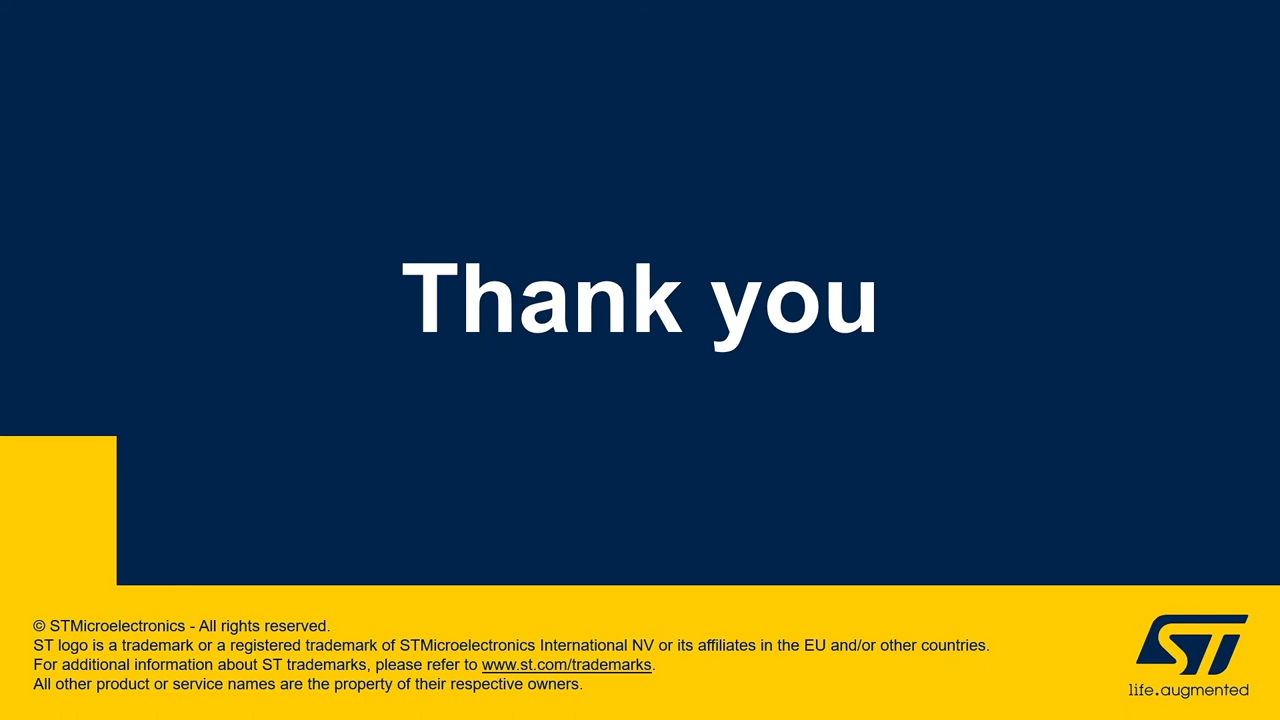 Thank you
© STMicroelectronics - All rights reserved.
ST logo is a trademark or a registered trademark of STMicroelectronics International NV or its affiliates in the EU and/or other countries.
For additional information about ST trademarks, please refer to www.st.com/trademarks.
All other product or service names are the property of their respective owners.
ST
life.augmented